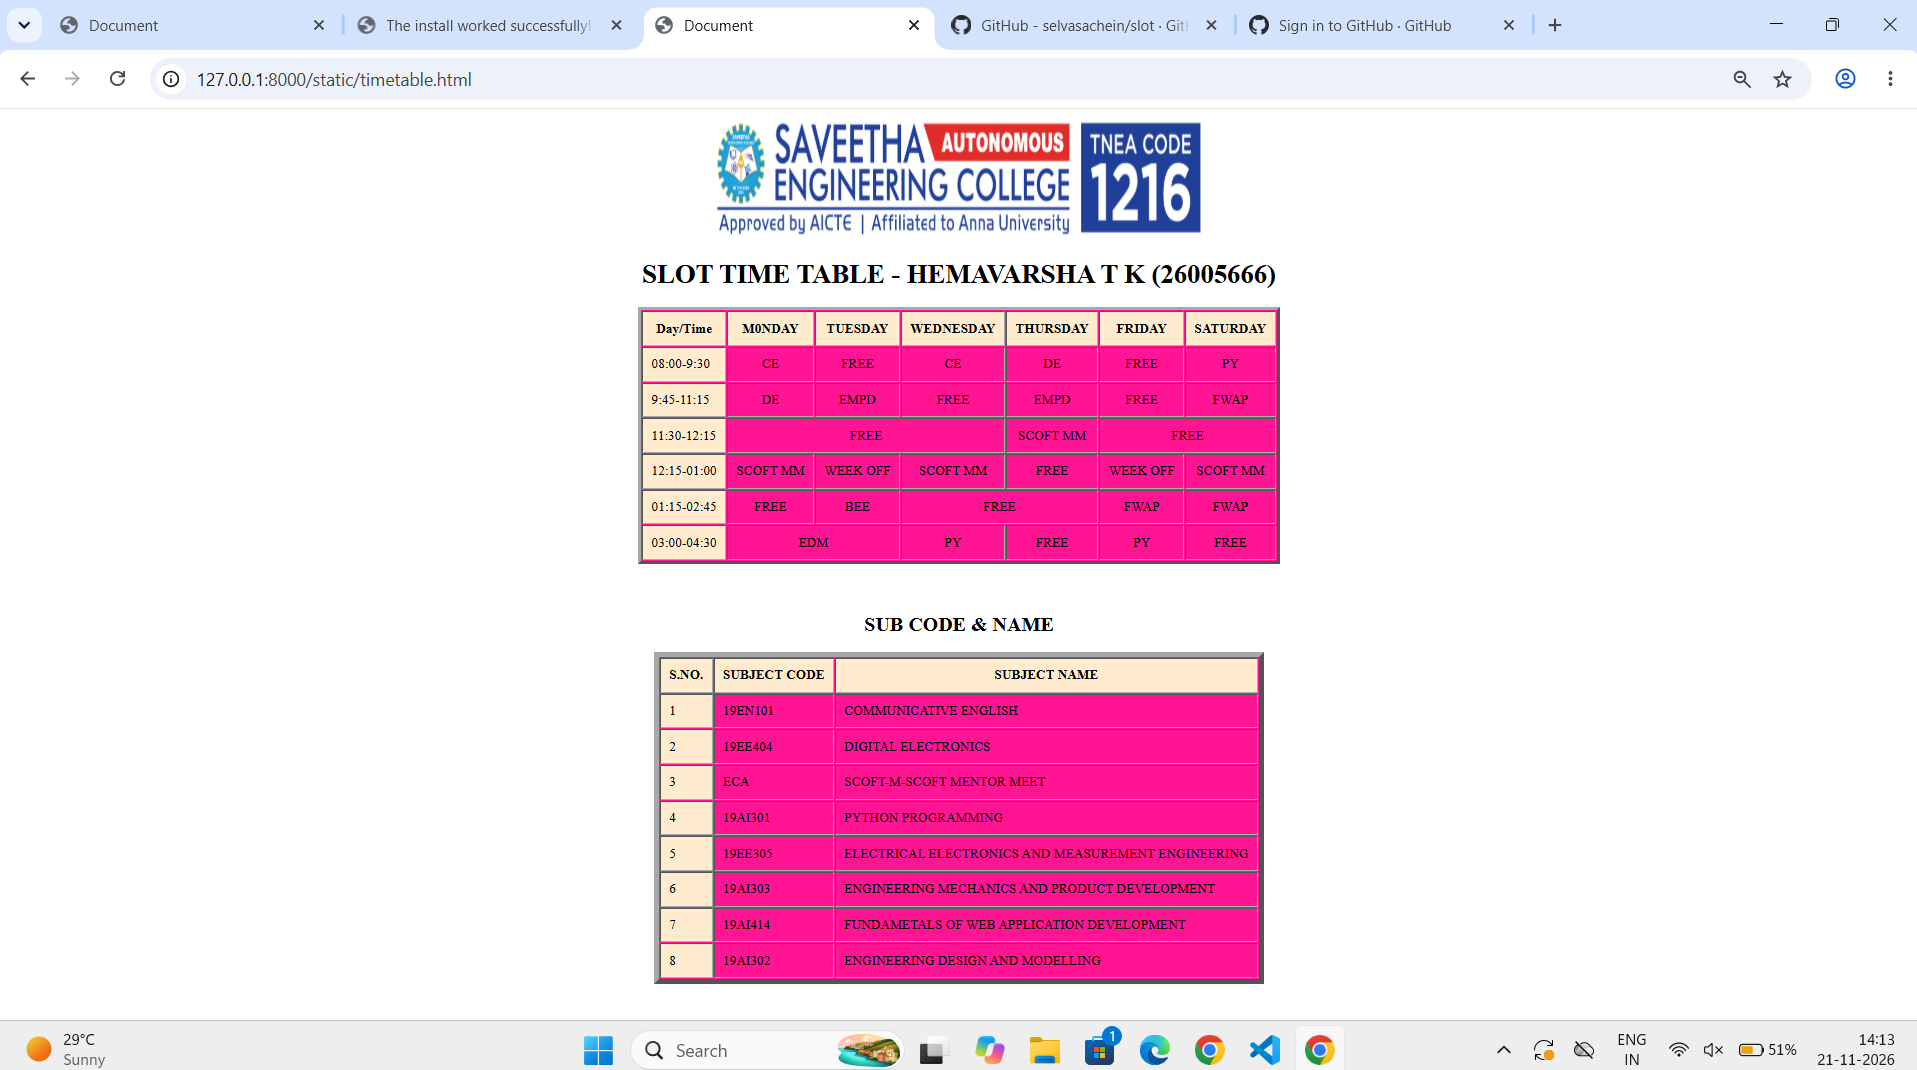 Document
The install worked successfully!
Document
GitHub - selvasachein/slot · Gitl
Sign in to GitHub · GitHub
127.0.0.1:8000/static/timetable.html
SAVEETHA AUTONOMOUS
ENGINEERING COLLEGE
Approved by AICTE | Affiliated to Anna University
TNEA CODE
1216
SLOT TIME TABLE - HEMAVARSHA T K (26005666)
Day/Time M0NDAY TUESDAY WEDNESDAY THURSDAY FRIDAY SATURDAY
08:00-9:30 CE FREE CE DE FREE PY
9:45-11:15 DE EMPD FREE EMPD FREE FWAP
11:30-12:15 FREE SCOFT MM FREE
12:15-01:00 SCOFT MM WEEK OFF SCOFT MM FREE WEEK OFF SCOFT MM
01:15-02:45 FREE BEE FREE FWAP FWAP
03:00-04:30 EDM PY FREE PY FREE
SUB CODE & NAME
S.NO. SUBJECT CODE SUBJECT NAME
1 19EN101 COMMUNICATIVE ENGLISH
2 19EE404 DIGITAL ELECTRONICS
3 ECA SCOFT-M-SCOFT MENTOR MEET
4 19AI301 PYTHON PROGRAMMING
5 19EE305 ELECTRICAL ELECTRONICS AND MEASUREMENT ENGINEERING
6 19AI303 ENGINEERING MECHANICS AND PRODUCT DEVELOPMENT
7 19AI414 FUNDAMETALS OF WEB APPLICATION DEVELOPMENT
8 19AI302 ENGINEERING DESIGN AND MODELLING
29°C
Sunny
Search
1
ENG
IN
51%
14:13
21-11-2026